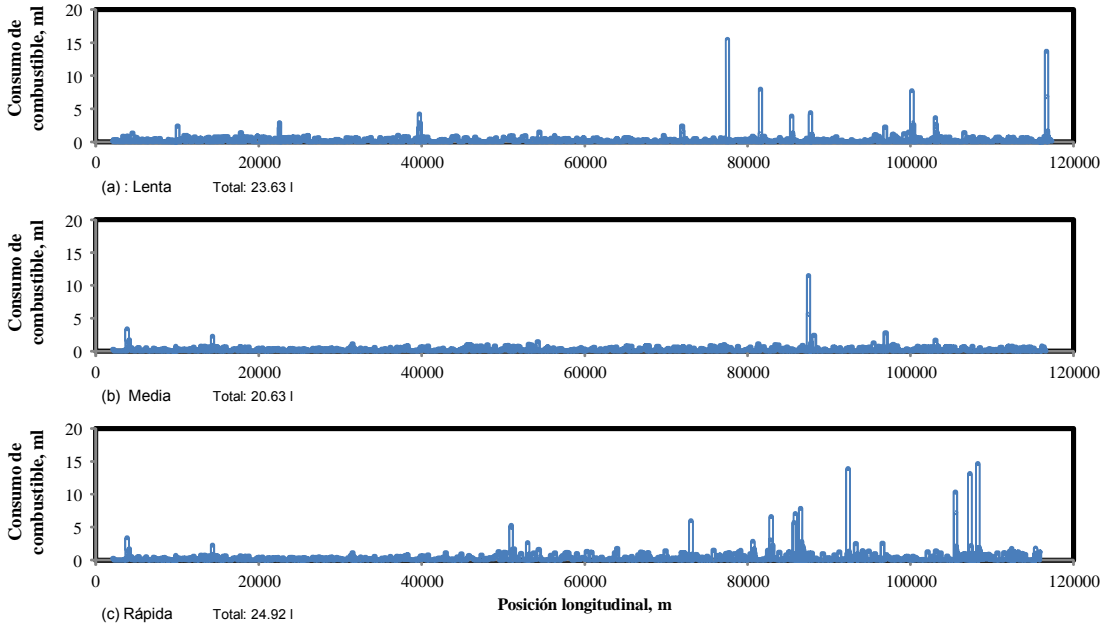 Consumo de
combustible, ml
20
15
10
5
0
0 20000 40000 60000 80000 100000 120000
(a) : Lenta Total: 23.63 l
Consumo de
combustible, ml
20
15
10
5
0
0 20000 40000 60000 80000 100000 120000
(b) Media Total: 20.63 l
Consumo de
combustible, ml
20
15
10
5
0
0 20000 40000 60000 80000 100000 120000
Posición longitudinal, m
(c) Rápida Total: 24.92 l